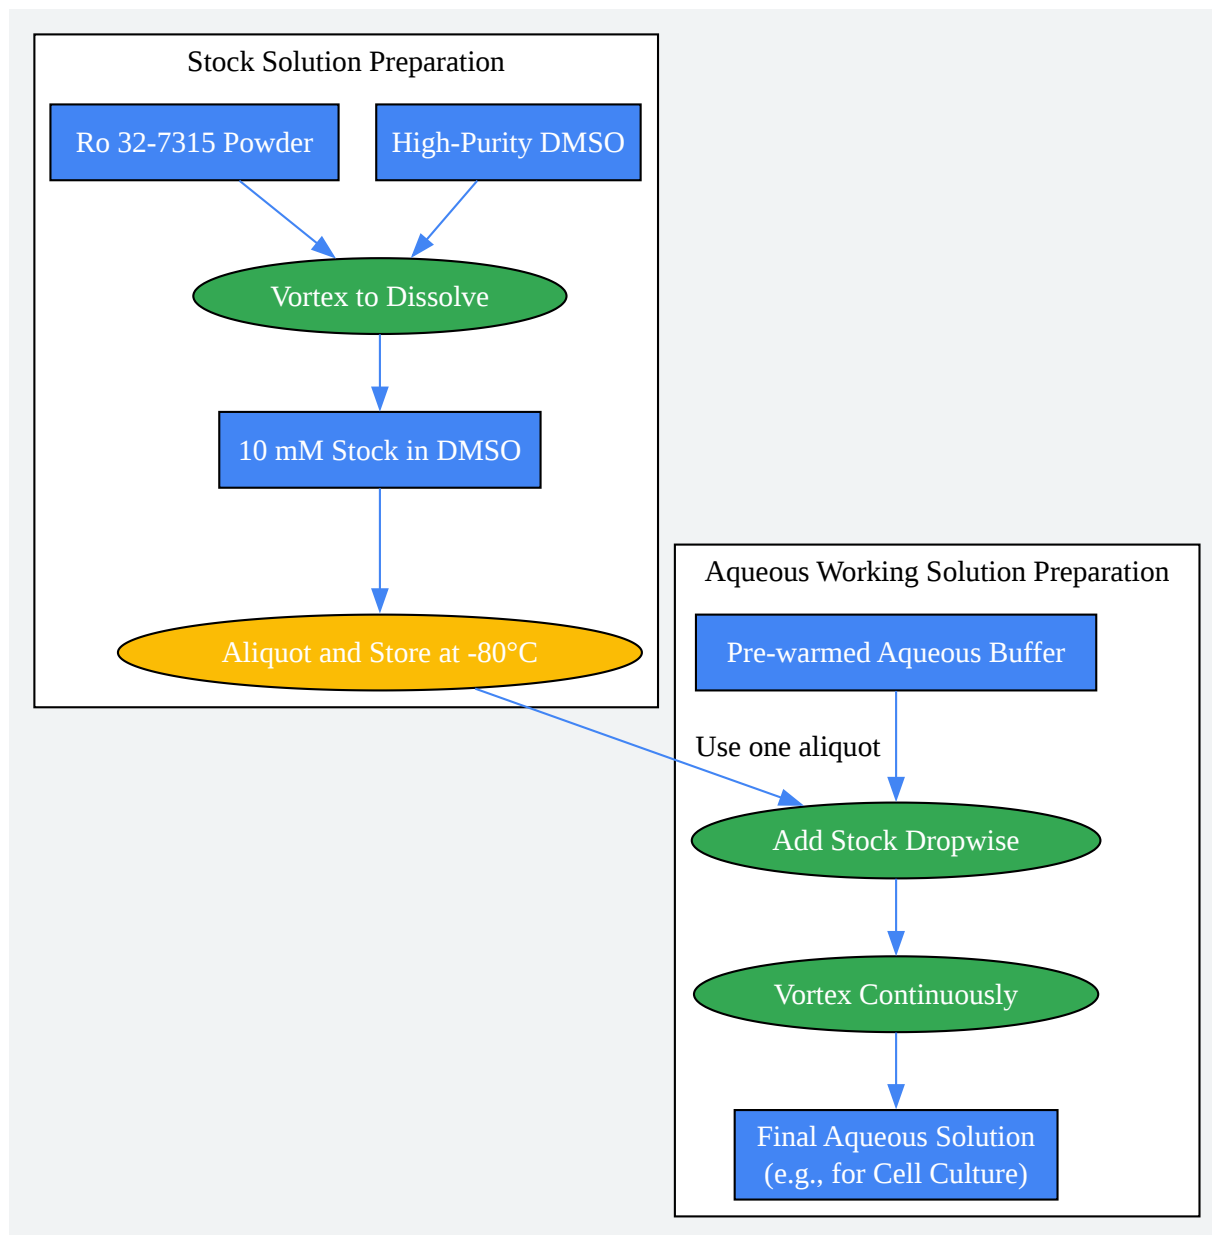 Stock Solution Preparation
Ro 32-7315 Powder
High-Purity DMSO
Vortex to Dissolve
10 mM Stock in DMSO
Aliquot and Store at -80°C
Aqueous Working Solution Preparation
Pre-warmed Aqueous Buffer
Use one aliquot
Add Stock Dropwise
Vortex Continuously
Final Aqueous Solution
(e.g., for Cell Culture)